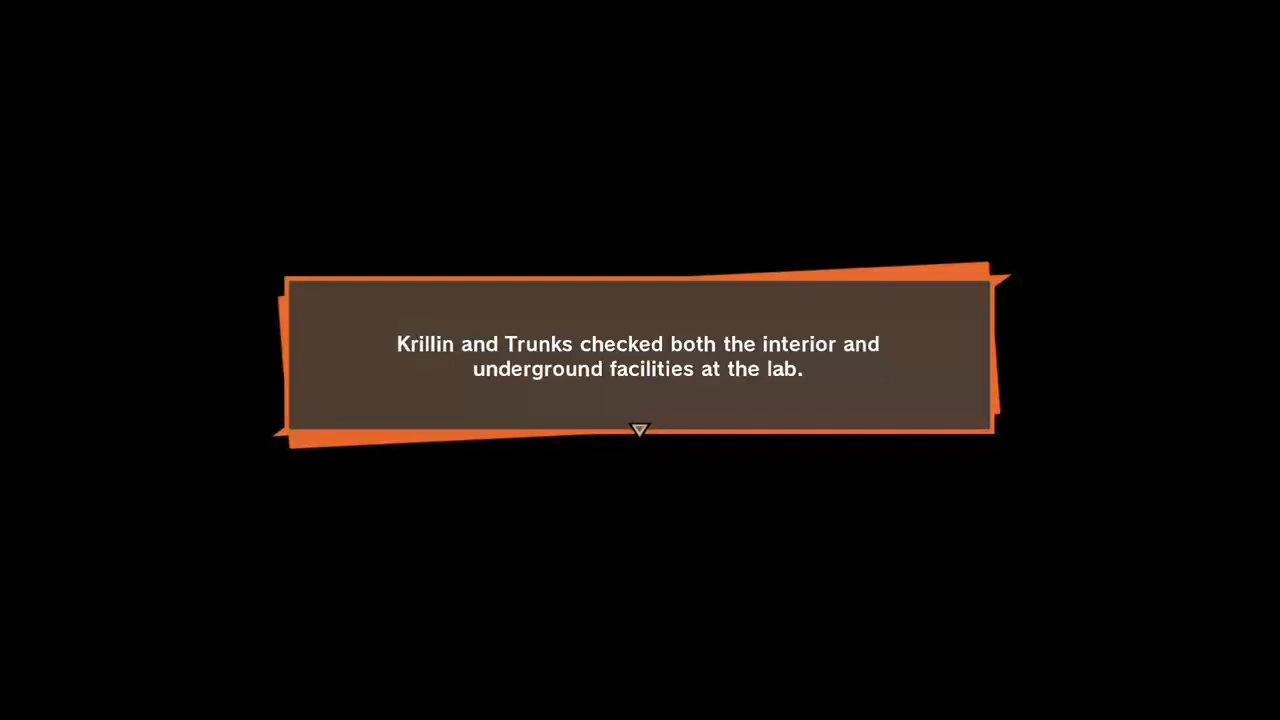 Krillin and Trunks checked both the interior and
underground facilities at the lab.